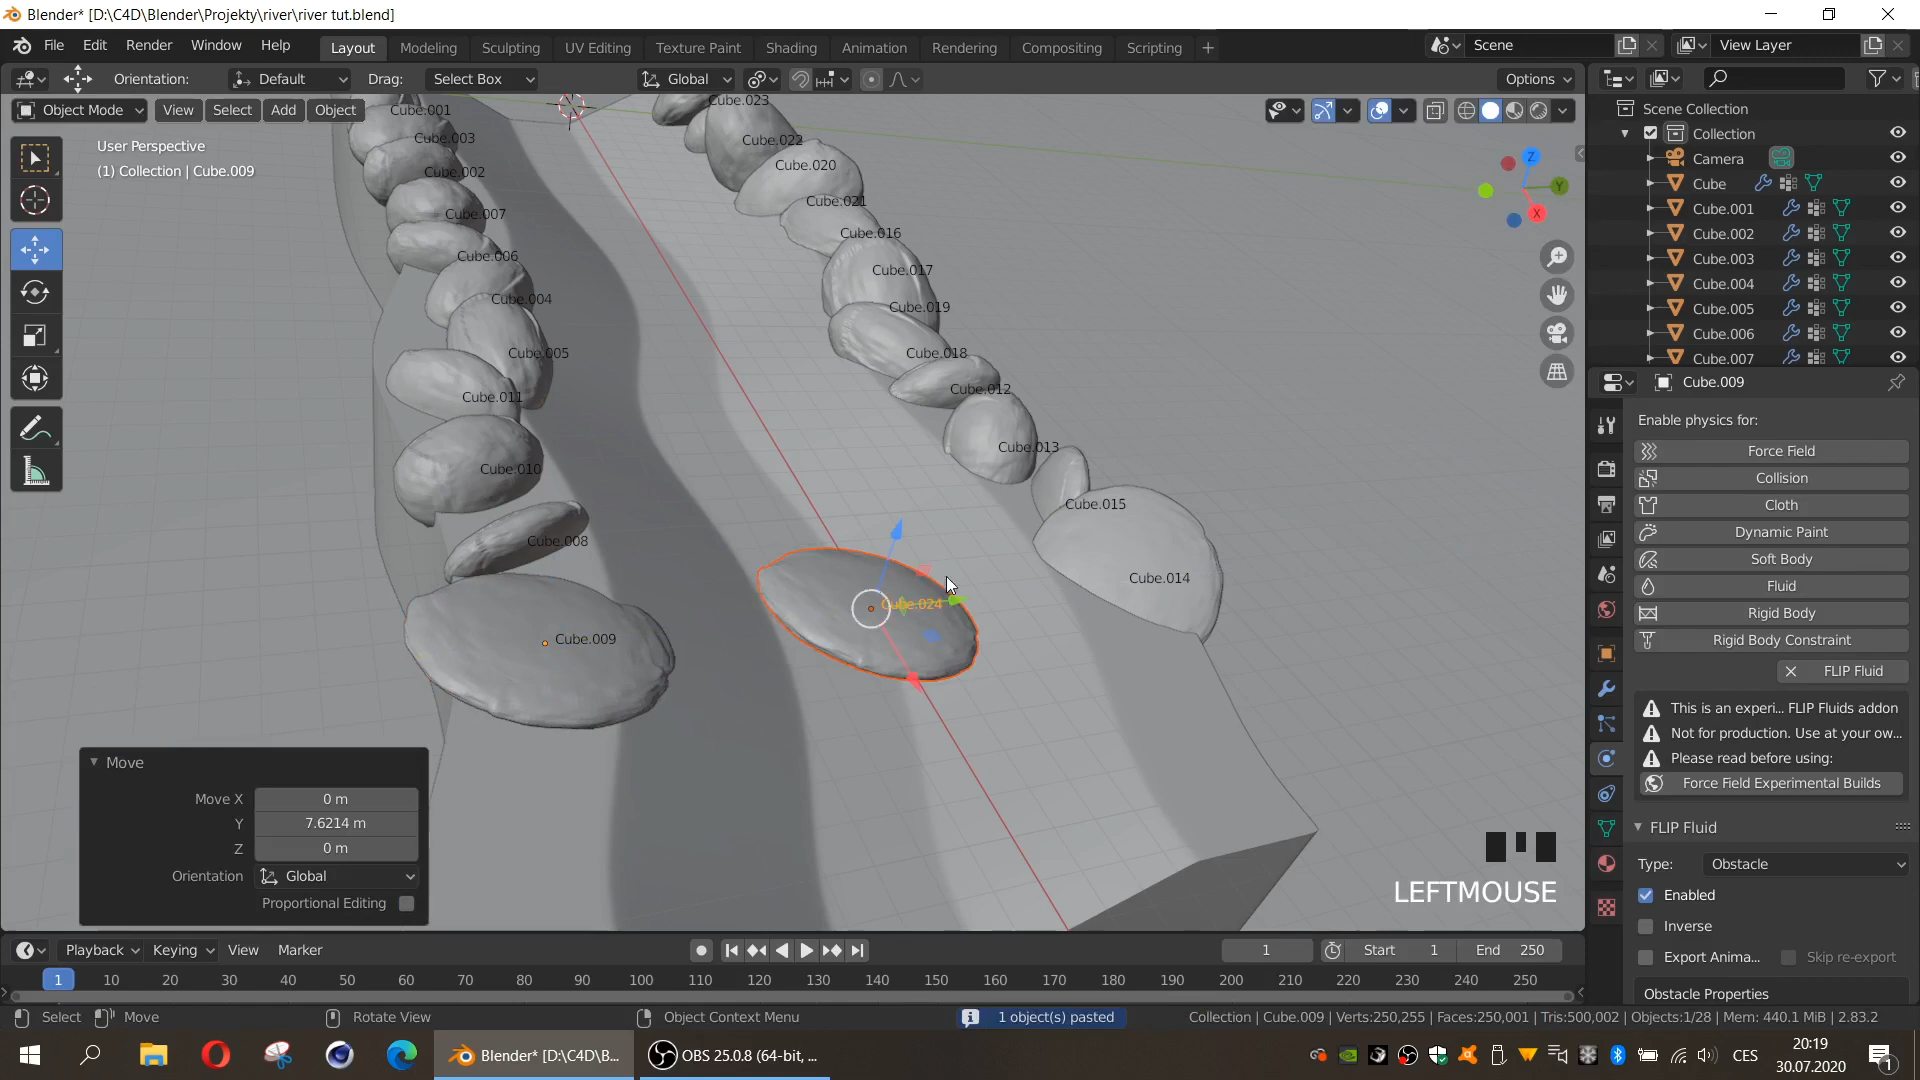 Blender* [D:\C4D\Blender\Projekty\river\river tut.blend]
File Edit Render Window Help Layout Modeling Sculpting UV Editing Texture Paint Shading Animation Rendering Compositing Scripting + Scene View Layer
Orientation: Default Drag: Select Box Global Options
Object Mode View Select Add Object
User Perspective
(1) Collection | Cube.009
Cube.001
Cube.003
Cube.002
Cube.007
Cube.006
Cube.004
Cube.005
Cube.011
Cube.010
Cube.008
Cube.009
Cube.023
Cube.022
Cube.020
Cube.021
Cube.016
Cube.017
Cube.019
Cube.018
Cube.012
Cube.013
Cube.015
Cube.014
Cube.024
Z
Y
X
Scene Collection
Collection
Camera
Cube
Cube.001
Cube.002
Cube.003
Cube.004
Cube.005
Cube.006
Cube.007
Cube.009
Enable physics for:
Force Field
Collision
Cloth
Dynamic Paint
Soft Body
Fluid
Rigid Body
Rigid Body Constraint
FLIP Fluid
This is an experi... FLIP Fluids addon
Not for production. Use at your ow...
Please read before using:
Force Field Experimental Builds
FLIP Fluid
Type: Obstacle
Enabled
Inverse
Export Anima... Skip re-export
Obstacle Properties
Move
Move X 0 m
Y 7.6214 m
Z 0 m
Orientation Global
Proportional Editing
LEFTMOUSE
Playback Keying View Marker 1 Start 1 End 250
1 10 20 30 40 50 60 70 80 90 100 110 120 130 140 150 160 170 180 190 200 210 220 230 240 250
Select Move Rotate View Object Context Menu 1 object(s) pasted Collection | Cube.009 | Verts:250,255 | Faces:250,001 | Tris:500,002 | Objects:1/28 | Mem: 440.1 MiB | 2.83.2
Blender* [D:\C4D\B... OBS 25.0.8 (64-bit, ... CES 20:19
30.07.2020
1